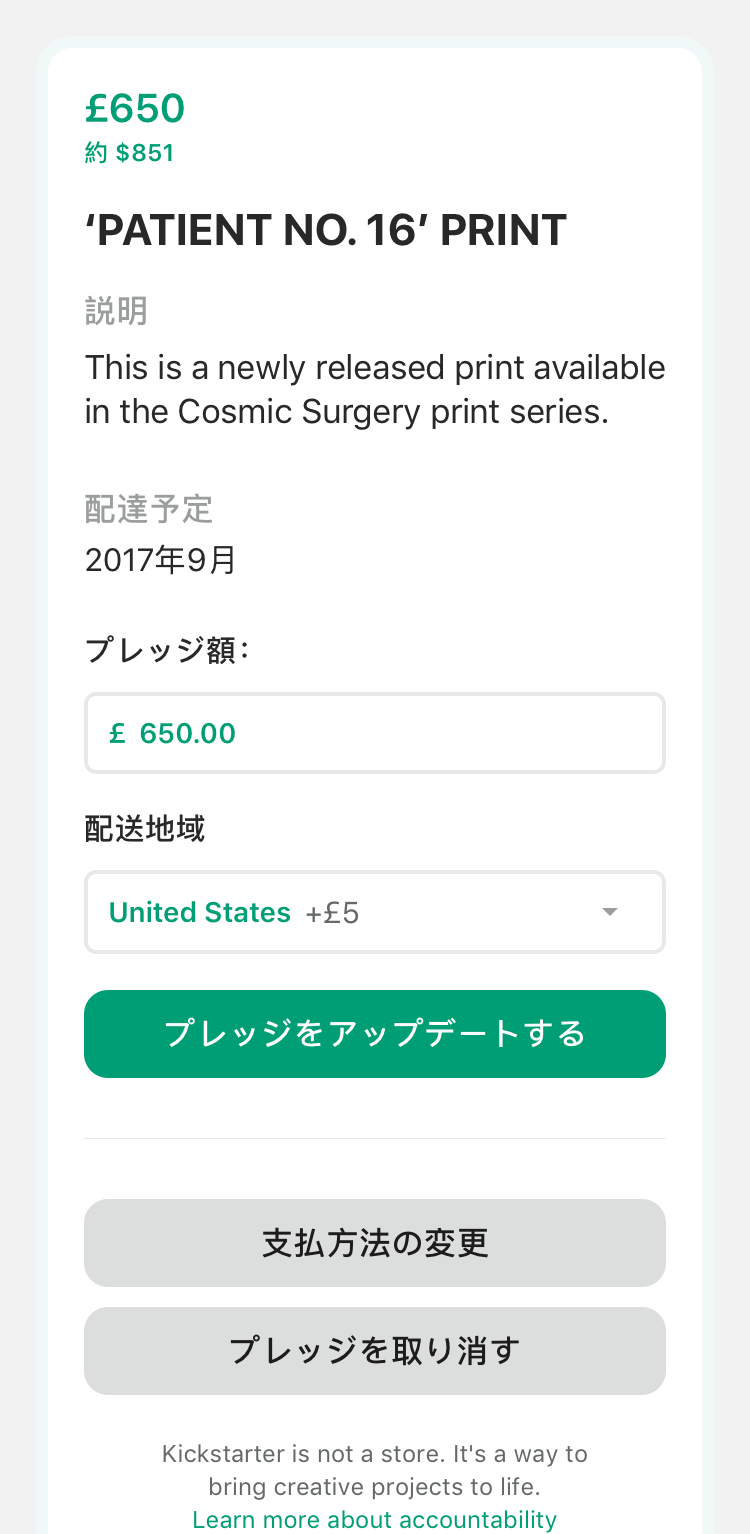 £650
約 $851
‘PATIENT NO. 16’ PRINT
説明
This is a newly released print available
in the Cosmic Surgery print series.
配達予定
2017年9月
プレッジ額：
£ 650.00
配送地域
United States +£5
プレッジをアップデートする
支払方法の変更
プレッジを取り消す
Kickstarter is not a store. It's a way to
bring creative projects to life.
Learn more about accountability